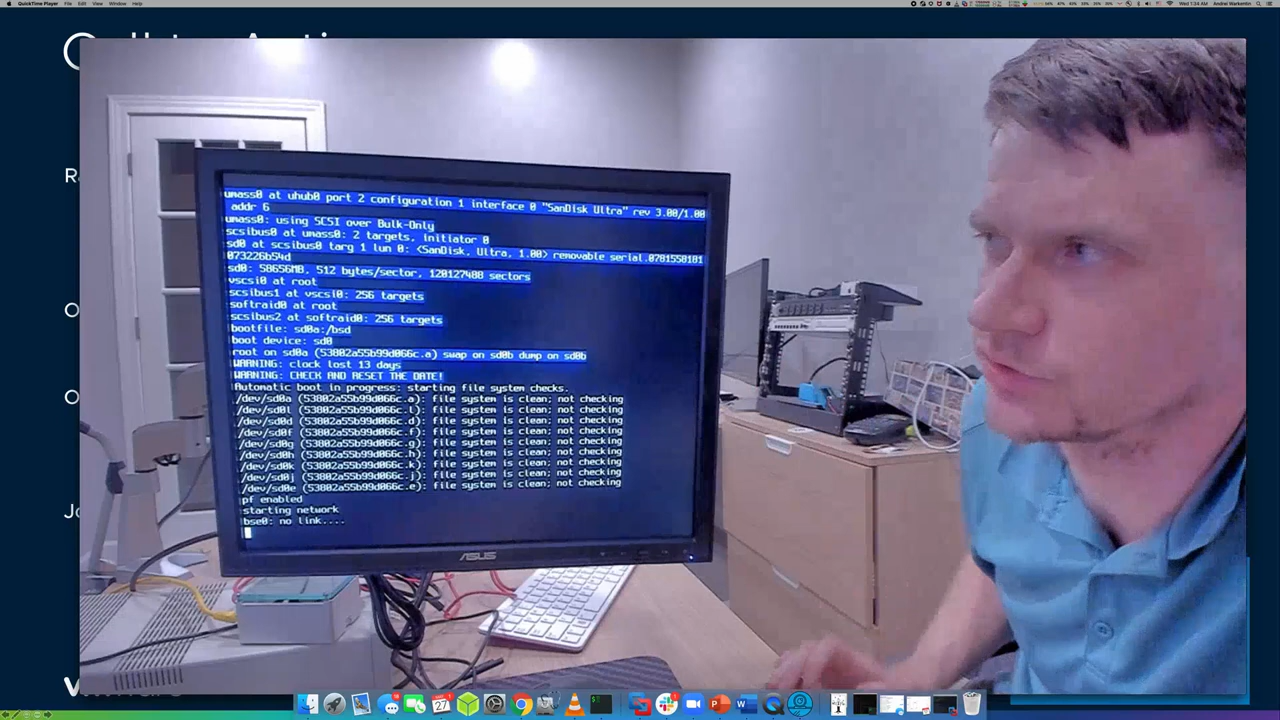 QuickTime Player File Edit View Window Help
Wed 1:34 AM Andrei Warkentin
umass0 at uhub0 port 2 configuration 1 interface 0 "SanDisk Ultra" rev 3.00/1.00
addr 6
umass0: using SCSI over Bulk-Only
scsibus0 at umass0: 2 targets, initiator 0
sd0 at scsibus0 targ 1 lun 0: <SanDisk, Ultra, 1.00> removable serial.0781558181
073226b54d
sd0: 58656MB, 512 bytes/sector, 120127488 sectors
vscsi0 at root
scsibus1 at vscsi0: 256 targets
softraid0 at root
scsibus2 at softraid0: 256 targets
bootfile: sd0a:/bsd
boot device: sd0
root on sd0a (53802a55b99d066c.a) swap on sd0b dump on sd0b
WARNING: clock lost 13 days
WARNING: CHECK AND RESET THE DATE!
Automatic boot in progress: starting file system checks.
/dev/sd0a (53802a55b99d066c.a): file system is clean; not checking
/dev/sd0l (53802a55b99d066c.l): file system is clean; not checking
/dev/sd0d (53802a55b99d066c.d): file system is clean; not checking
/dev/sd0f (53802a55b99d066c.f): file system is clean; not checking
/dev/sd0g (53802a55b99d066c.g): file system is clean; not checking
/dev/sd0h (53802a55b99d066c.h): file system is clean; not checking
/dev/sd0k (53802a55b99d066c.k): file system is clean; not checking
/dev/sd0j (53802a55b99d066c.j): file system is clean; not checking
/dev/sd0e (53802a55b99d066c.e): file system is clean; not checking
pf enabled
starting network
bse0: no link....
ASUS
27